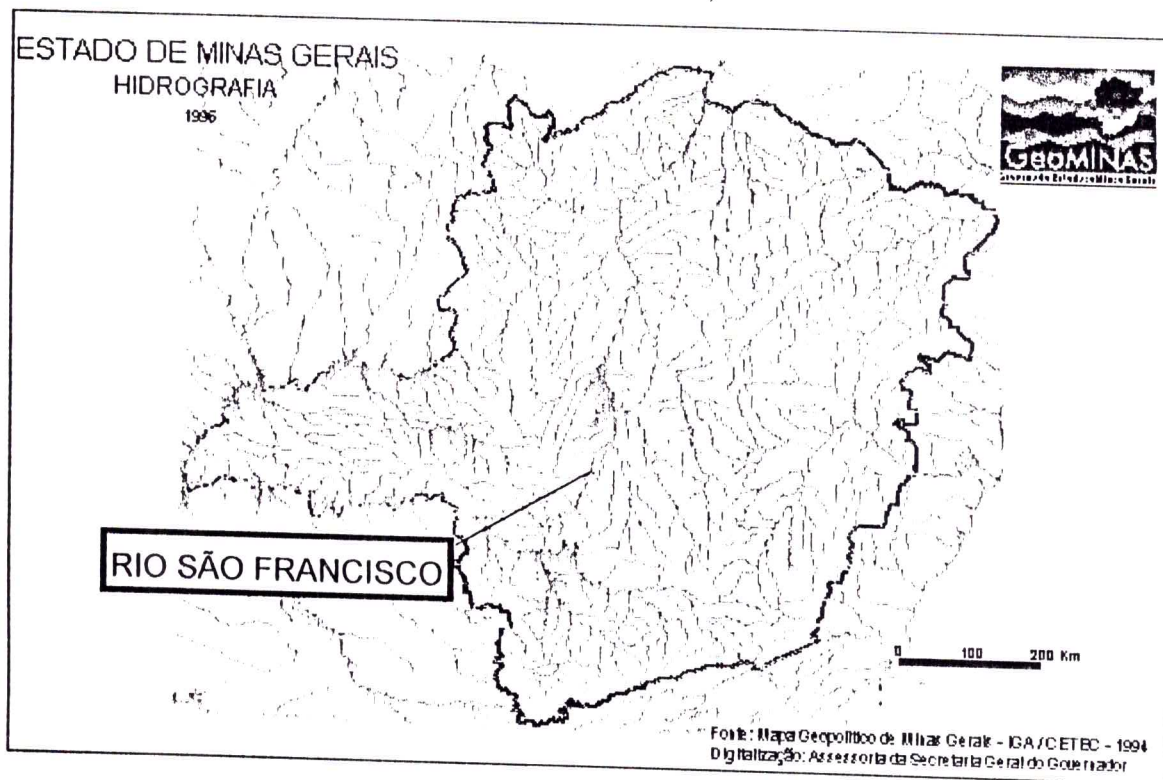 ESTADO DE MINAS GERAIS
HIDROGRAFIA
1996
GeoMINAS
RIO SÃO FRANCISCO
0 100 200 Km
Fonte: Mapa Geopolítico de Minas Gerais - IGA/CETEC - 1994
Digitalização: Assessoria da Secretaria Geral do Governador